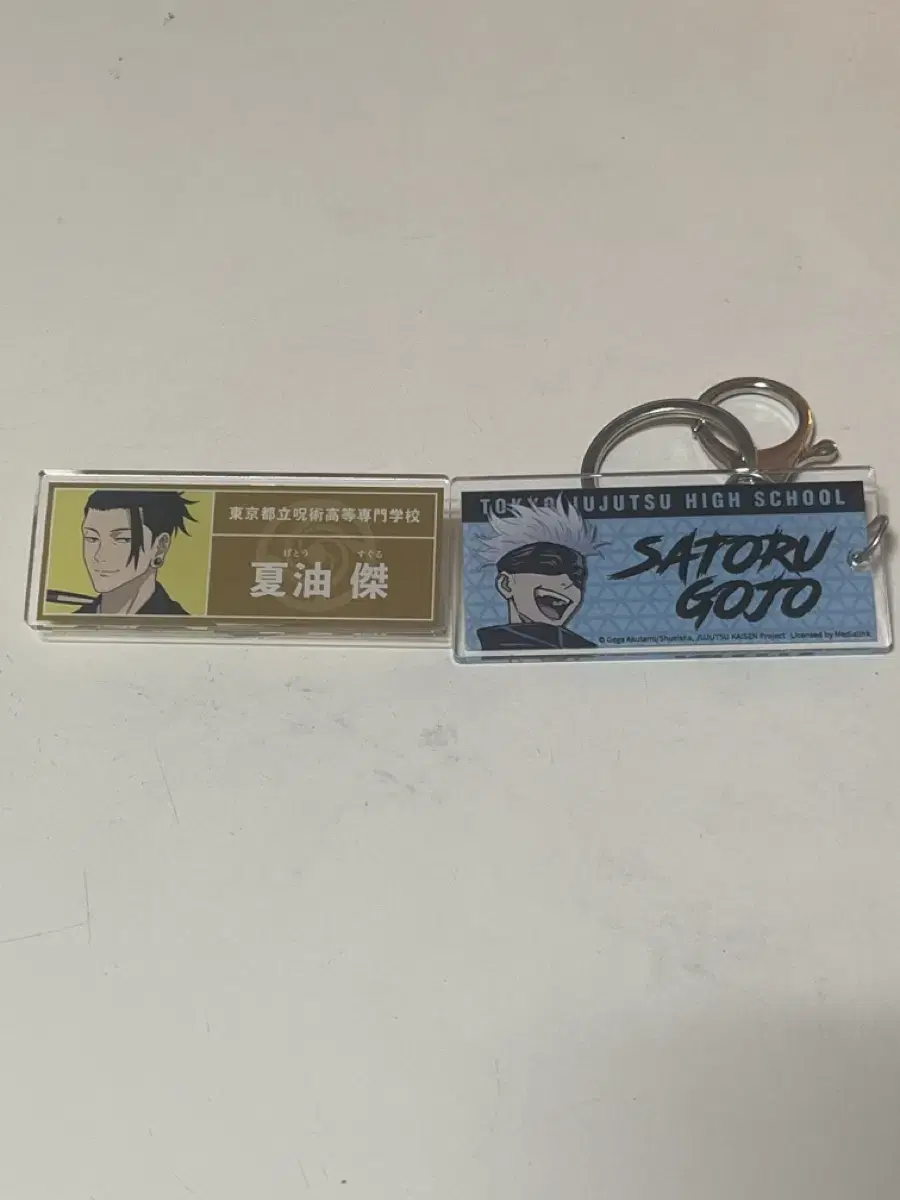 東京都立呪術高等専門学校
げとう すぐる
夏油 傑
TOKYO JUJUTSU HIGH SCHOOL
SATORU
GOJO
© Gege Akutami/Shueisha, JUJUTSU KAISEN Project Licensed by Medialink